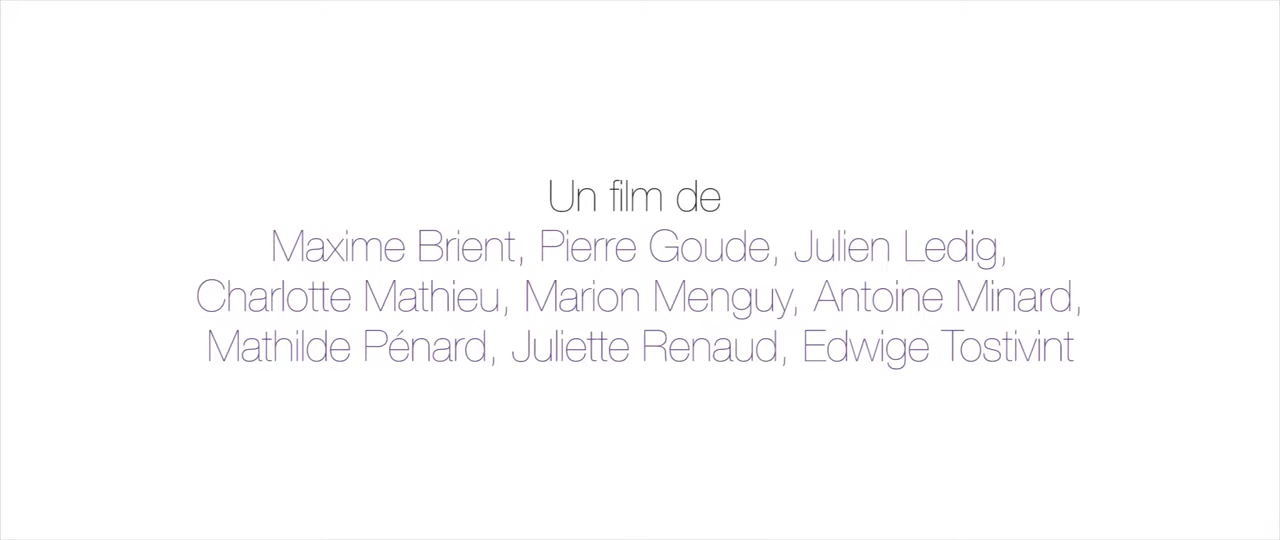 Un film de
Maxime Brient, Pierre Goude, Julien Ledig,
Charlotte Mathieu, Marion Menguy, Antoine Minard,
Mathilde Pénard, Juliette Renaud, Edwige Tostivint